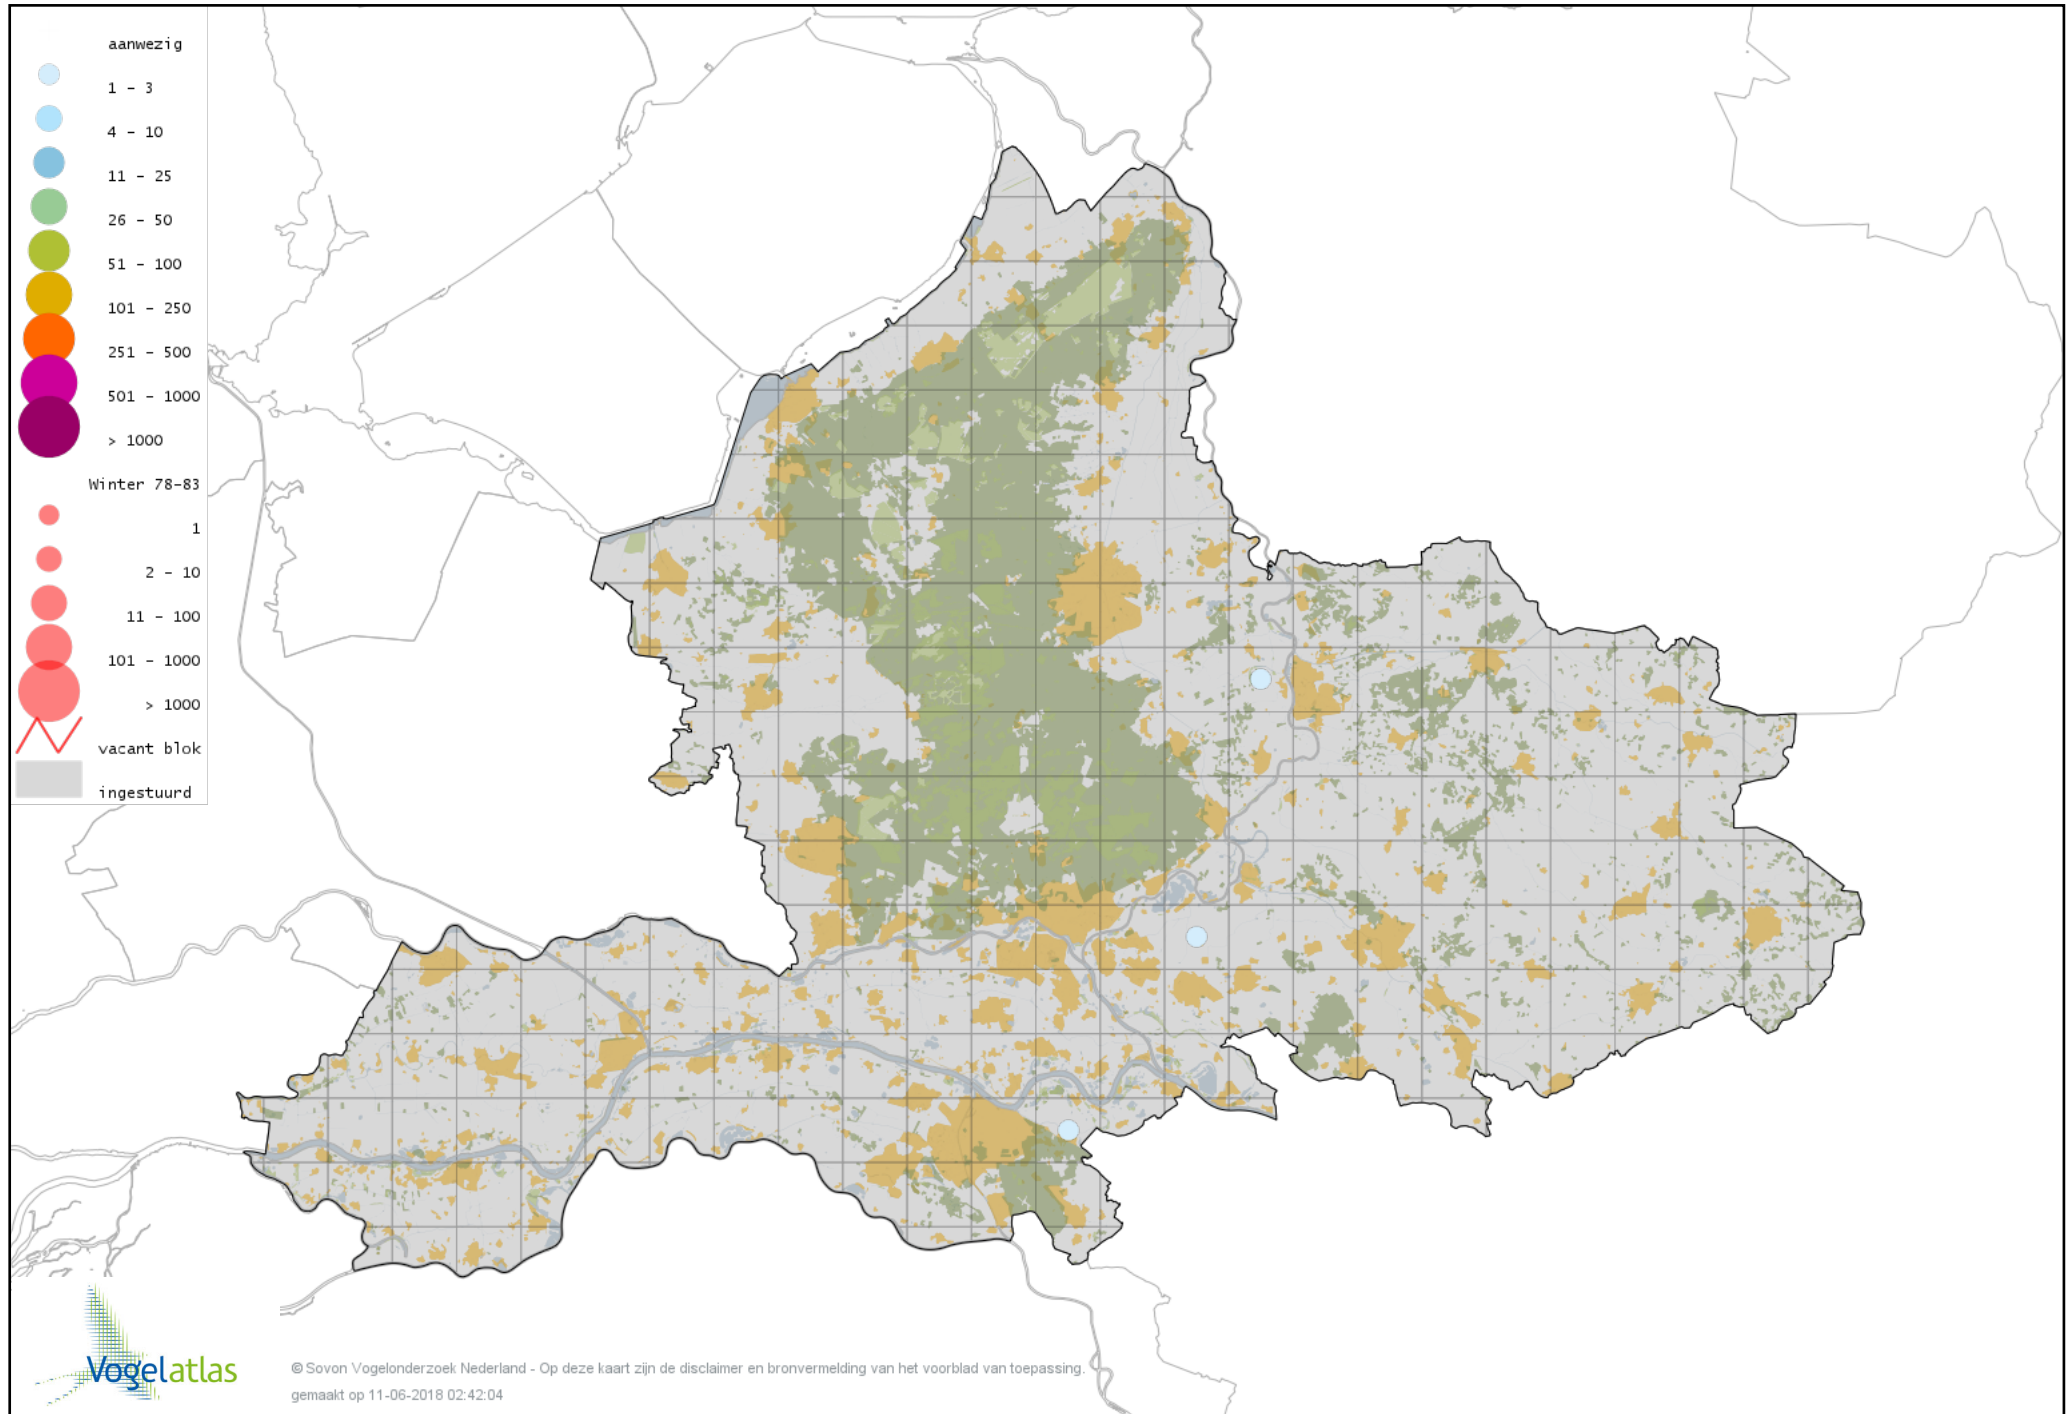 aanwezig
1 - 3
4 - 10
11 - 25
26 - 50
51 - 100
101 - 250
251 - 500
501 - 1000
> 1000
Winter 78-83
1
2 - 10
11 - 100
101 - 1000
> 1000
vacant blok
ingestuurd
Vogelatlas
© Sovon Vogelonderzoek Nederland - Op deze kaart zijn de disclaimer en bronvermelding van het voorblad van toepassing.
gemaakt op 11-06-2018 02:42:04